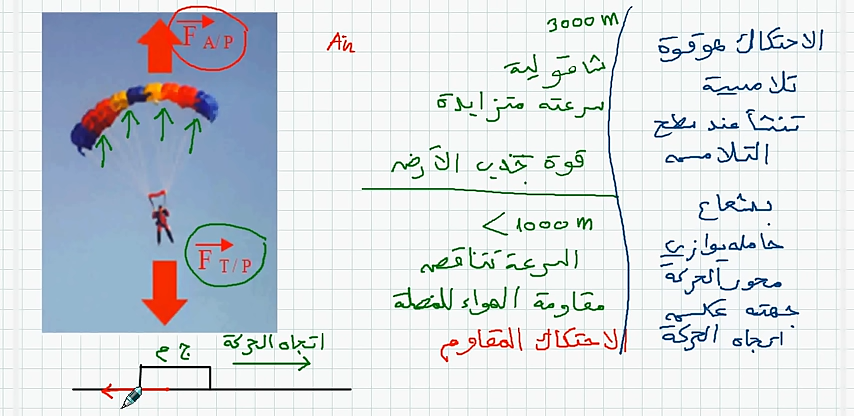 الاحتكاك هو قوة
تلامسية
تنشأ عند سطح
التلامس
بشعاع
حامله يوازي
محور الحركة
جهته عكس
اتجاه الحركة
3000 m
شاقولية
سرعته متزايدة
قوة جذب الأرض
< 1000 m
السرعة تتناقص
مقاومة الهواء للمظلة
الاحتكاك المقاوم
Air
F A/P
F T/P
اتجاه الحركة
ج م